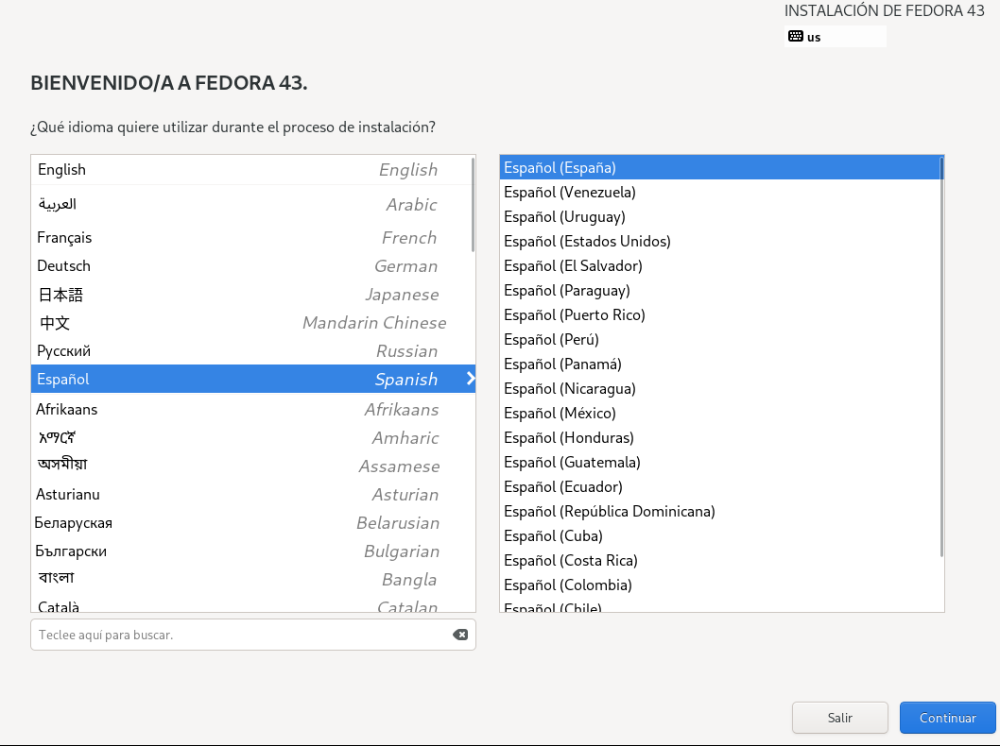 INSTALACIÓN DE FEDORA 43
us
BIENVENIDO/A A FEDORA 43.
¿Qué idioma quiere utilizar durante el proceso de instalación?
English English
العربية Arabic
Français French
Deutsch German
日本語 Japanese
中文 Mandarin Chinese
Русский Russian
Español Spanish
Afrikaans Afrikaans
አማርኛ Amharic
অসমীয়া Assamese
Asturianu Asturian
Беларуская Belarusian
Български Bulgarian
বাংলা Bangla
Català Catalan
Teclee aquí para buscar.
Español (España)
Español (Venezuela)
Español (Uruguay)
Español (Estados Unidos)
Español (El Salvador)
Español (Paraguay)
Español (Puerto Rico)
Español (Perú)
Español (Panamá)
Español (Nicaragua)
Español (México)
Español (Honduras)
Español (Guatemala)
Español (Ecuador)
Español (República Dominicana)
Español (Cuba)
Español (Costa Rica)
Español (Colombia)
Español (Chile)
Salir
Continuar